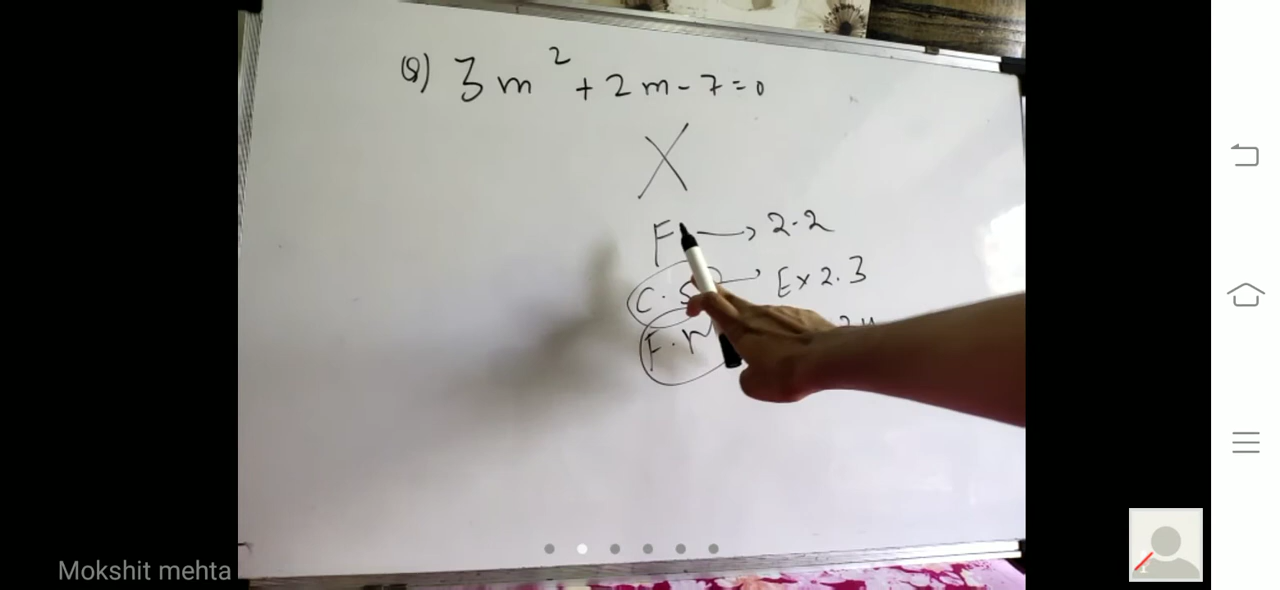 Q) 3m² + 2m - 7 = 0
X
F → 2.2
C.S → Ex 2.3
F.M
Mokshit mehta